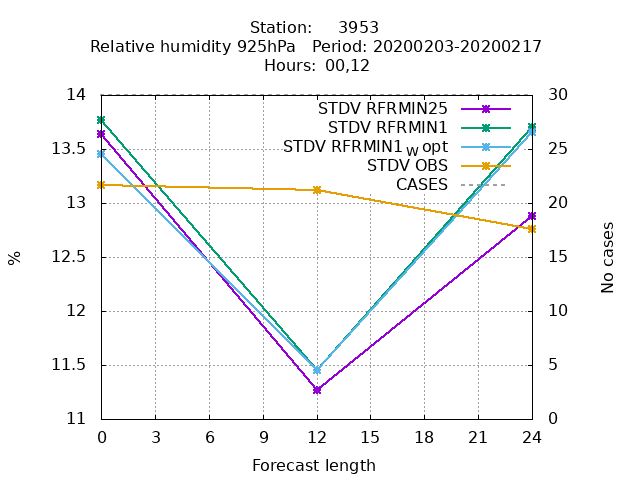 Station: 3953
Relative humidity 925hPa Period: 20200203-20200217
Hours: 00,12
STDV RFRMIN25
STDV RFRMIN1
STDV RFRMIN1wopt
STDV OBS
CASES
14
13.5
13
12.5
12
11.5
11
%
30
25
20
15
10
5
0
No cases
0 3 6 9 12 15 18 21 24
Forecast length